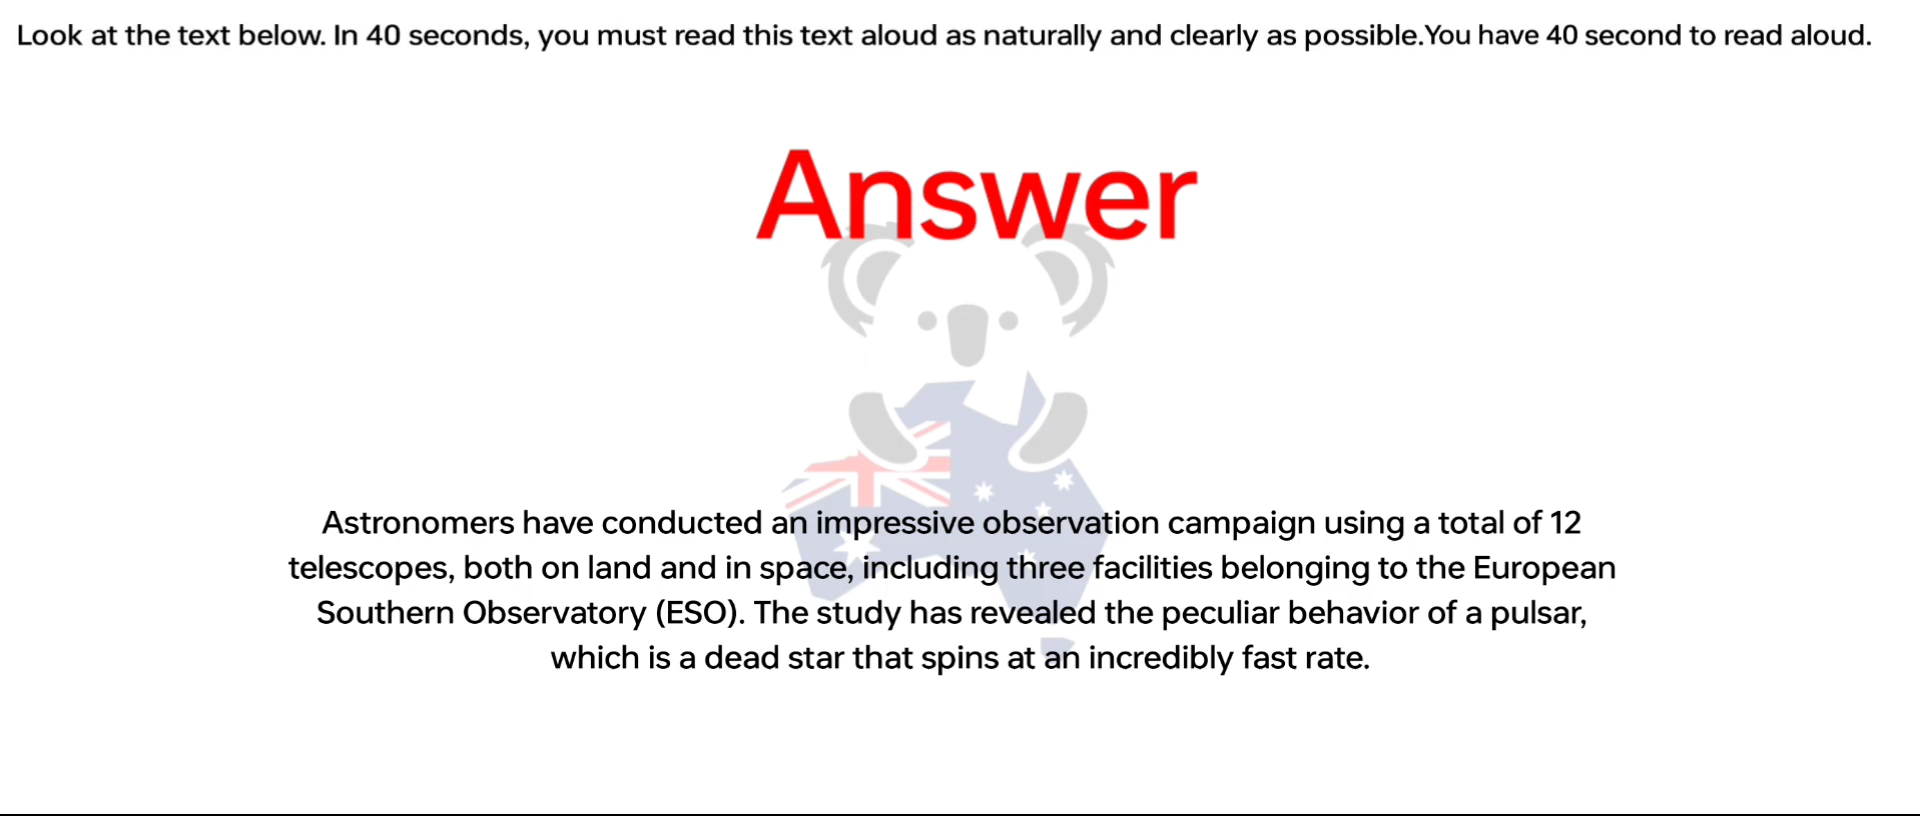 Look at the text below. In 40 seconds, you must read this text aloud as naturally and clearly as possible.You have 40 second to read aloud.
Answer
Astronomers have conducted an impressive observation campaign using a total of 12
telescopes, both on land and in space, including three facilities belonging to the European
Southern Observatory (ESO). The study has revealed the peculiar behavior of a pulsar,
which is a dead star that spins at an incredibly fast rate.